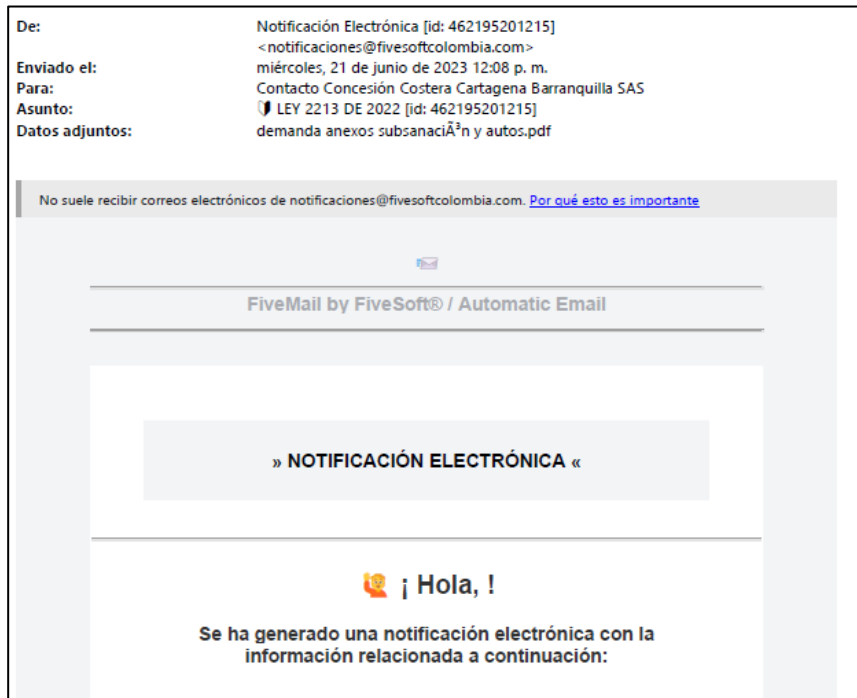 De: Notificación Electrónica [id: 462195201215]
<notificaciones@fivesoftcolombia.com>
Enviado el: miércoles, 21 de junio de 2023 12:08 p. m.
Para: Contacto Concesión Costera Cartagena Barranquilla SAS
Asunto: LEY 2213 DE 2022 [id: 462195201215]
Datos adjuntos: demanda anexos subsanaciÃ³n y autos.pdf
No suele recibir correos electrónicos de notificaciones@fivesoftcolombia.com. Por qué esto es importante
FiveMail by FiveSoft® / Automatic Email
» NOTIFICACIÓN ELECTRÓNICA «
¡ Hola, !
Se ha generado una notificación electrónica con la
información relacionada a continuación: